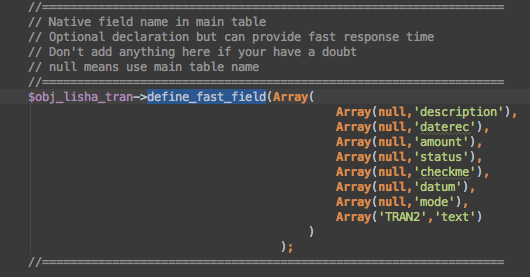 //==================================================================
// Native field name in main table
// Optional declaration but can provide fast response time
// Don't add anything here if your have a doubt
// null means use main table name
//==================================================================
$obj_lisha_tran->define_fast_field(Array(
Array(null,'description'),
Array(null,'daterec'),
Array(null,'amount'),
Array(null,'status'),
Array(null,'checkme'),
Array(null,'datum'),
Array(null,'mode'),
Array('TRAN2','text')
)
);
//==================================================================